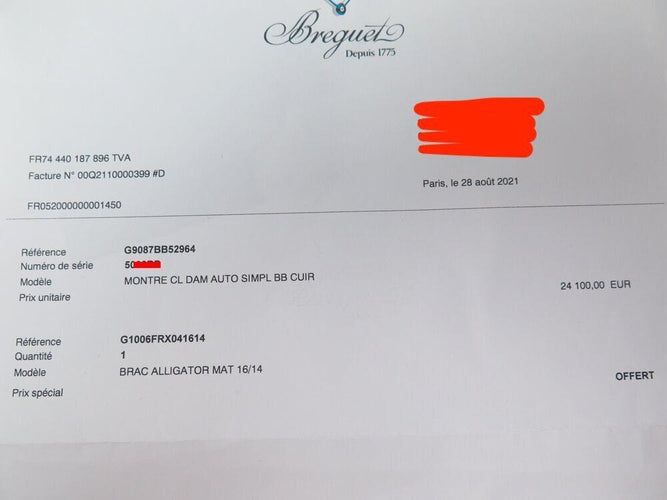 Breguet
Depuis 1775
FR74 440 187 896 TVA
Facture N° 00Q2110000399 #D
Paris, le 28 août 2021
FR052000000001450
Référence G9087BB52964
Numéro de série
Modèle MONTRE CL DAM AUTO SIMPL BB CUIR
Prix unitaire 24 100,00 EUR
Référence G1006FRX041614
Quantité 1
Modèle BRAC ALLIGATOR MAT 16/14
Prix spécial OFFERT